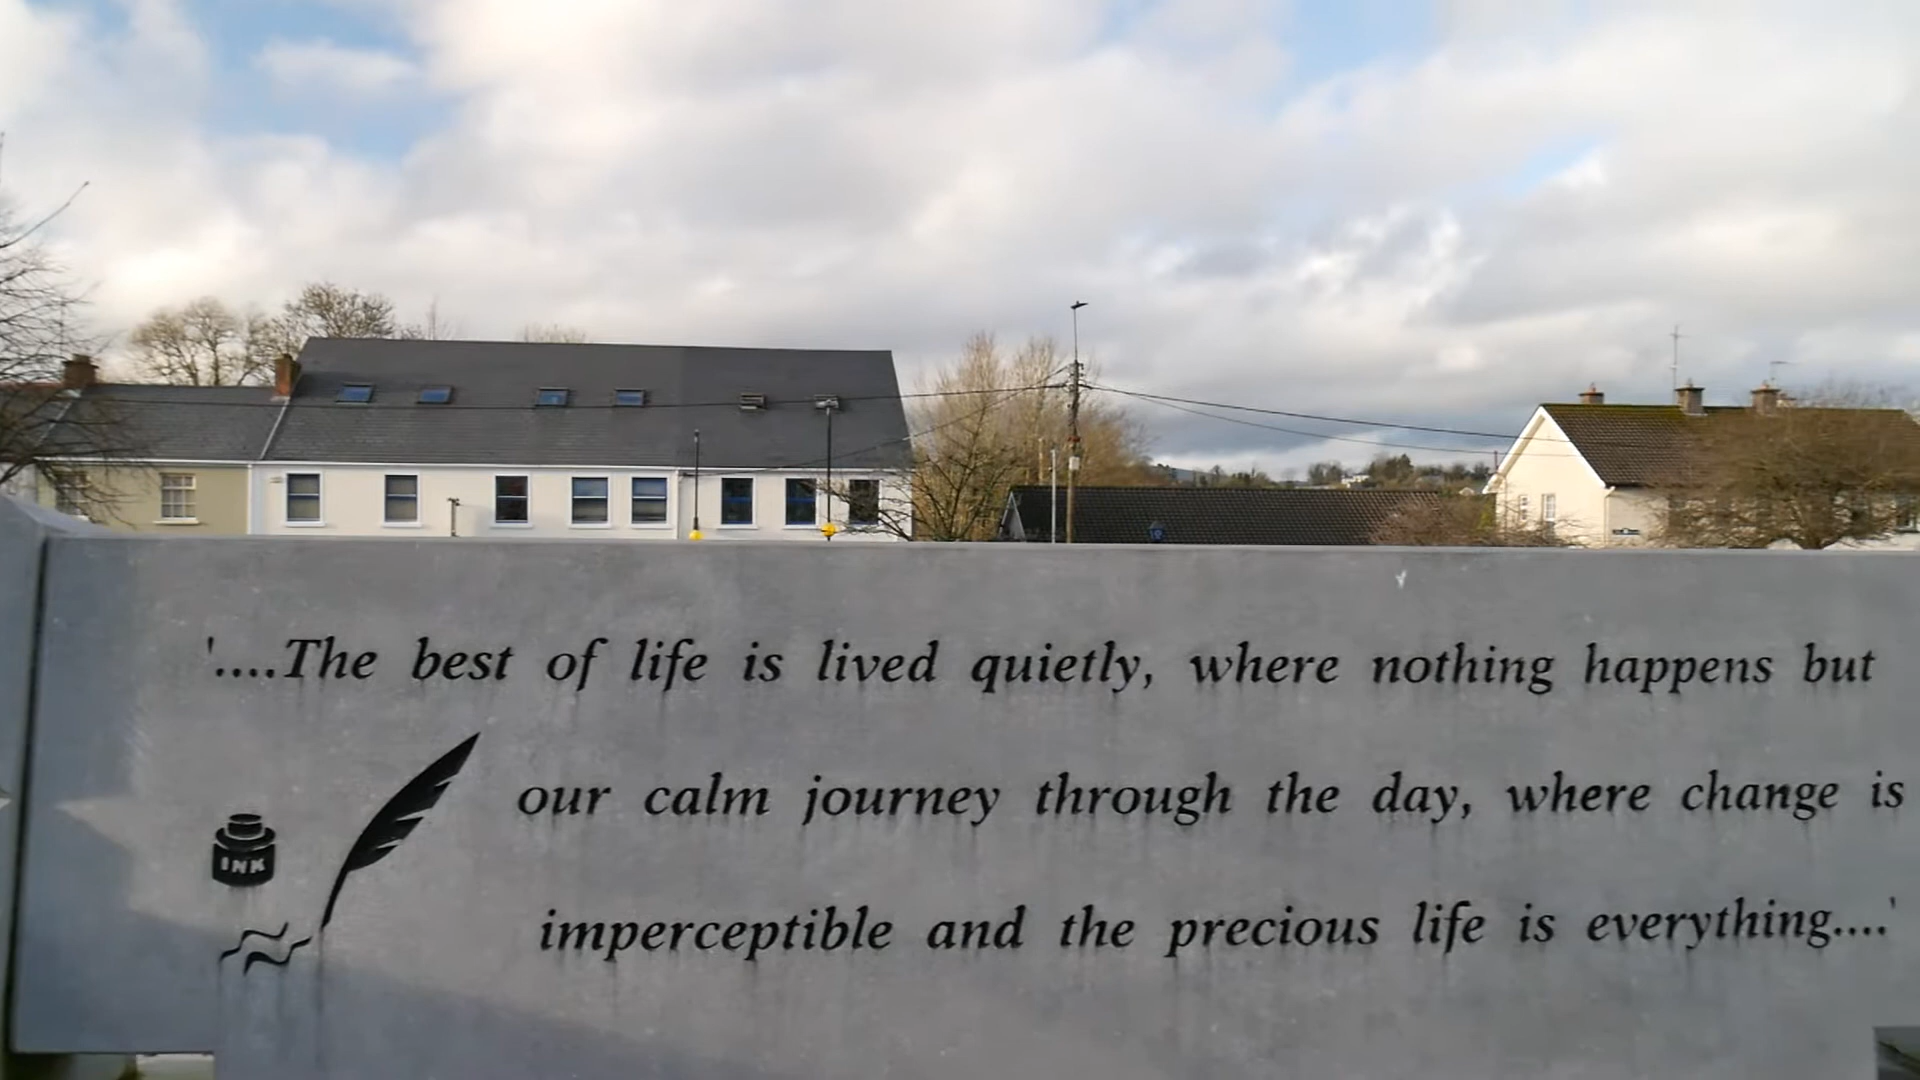 '....The best of life is lived quietly, where nothing happens but
our calm journey through the day, where change is
imperceptible and the precious life is everything....'
INK